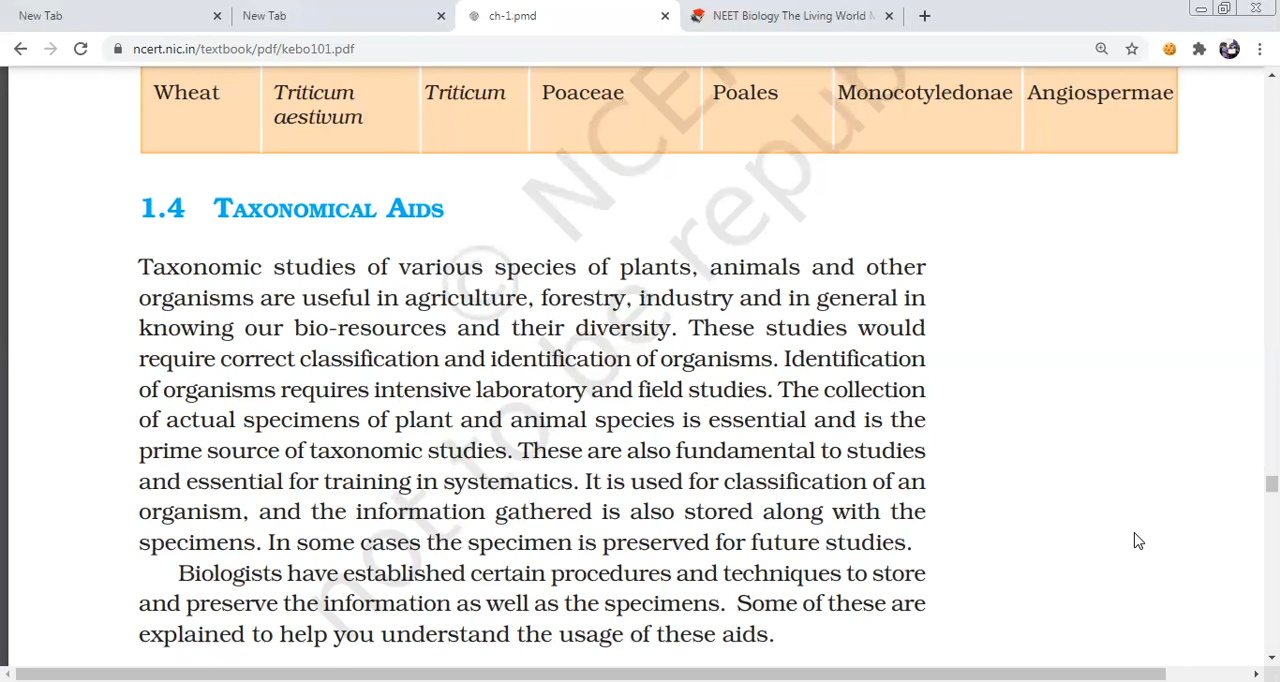 New Tab
New Tab
ch-1.pmd
NEET Biology The Living World M
ncert.nic.in/textbook/pdf/kebo101.pdf
Wheat Triticum aestivum Triticum Poaceae Poales Monocotyledonae Angiospermae
1.4 TAXONOMICAL AIDS
Taxonomic studies of various species of plants, animals and other
organisms are useful in agriculture, forestry, industry and in general in
knowing our bio-resources and their diversity. These studies would
require correct classification and identification of organisms. Identification
of organisms requires intensive laboratory and field studies. The collection
of actual specimens of plant and animal species is essential and is the
prime source of taxonomic studies. These are also fundamental to studies
and essential for training in systematics. It is used for classification of an
organism, and the information gathered is also stored along with the
specimens. In some cases the specimen is preserved for future studies.
Biologists have established certain procedures and techniques to store
and preserve the information as well as the specimens. Some of these are
explained to help you understand the usage of these aids.
© NCER
not to be republ